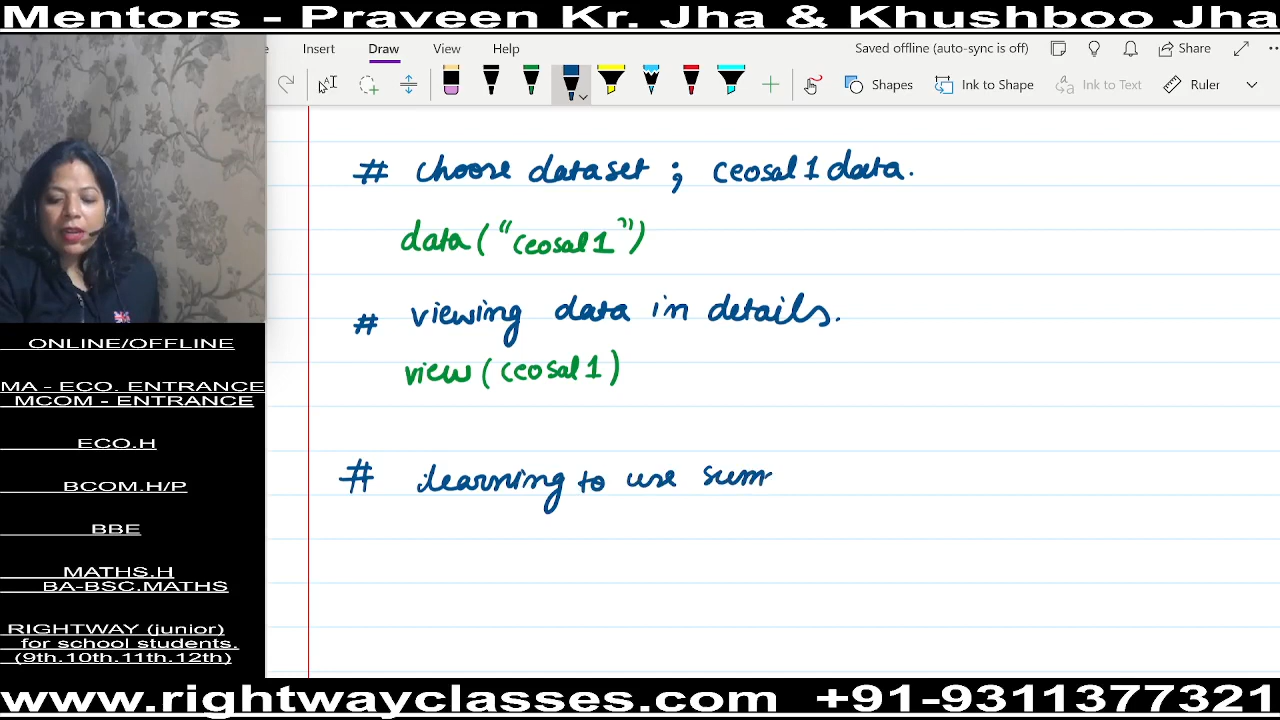 Mentors - Praveen Kr. Jha & Khushboo Jha
Insert Draw View Help Saved offline (auto-sync is off) Share
Shapes Ink to Shape Ink to Text Ruler
# choose dataset ; ceosal1 data.
data("ceosal1")
# viewing data in details.
view(ceosal1)
# learning to use sum
ONLINE/OFFLINE
MA - ECO. ENTRANCE
MCOM - ENTRANCE
ECO.H
BCOM.H/P
BBE
MATHS.H
BA-BSC.MATHS
RIGHTWAY (junior)
for school students.
(9th.10th.11th.12th)
www.rightwayclasses.com +91-9311377321